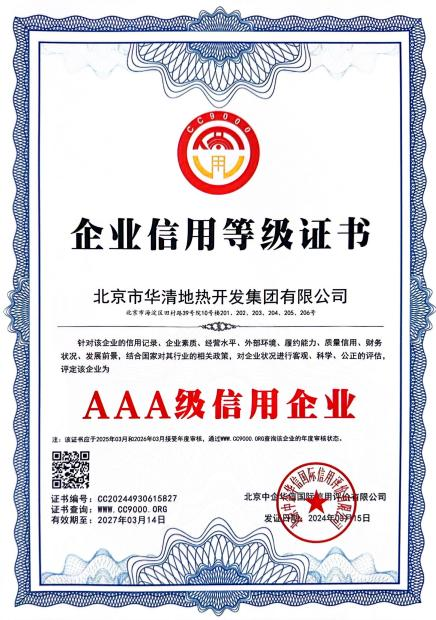 CC9000
信用
企业信用等级证书
北京市华清地热开发集团有限公司
北京市海淀区田村路39号院10号楼201、202、203、204、205、206号
针对该企业的信用记录、企业素质、经营水平、外部环境、履约能力、质量信用、财务
状况、发展前景，结合国家对其行业的相关政策，对企业状况进行客观、科学、公正的评估，
评定该企业为
AAA级信用企业
注：该证书应于2025年03月和2026年03月接受年度审核，通过WWW.CC9000.ORG查询该企业的年度审核状态。
证书编号：CC20244930615827
证书查询：WWW.CC9000.ORG
有效期至：2027年03月14日
北京中企华信国际信用评价有限公司
发证日期：2024年03月15日